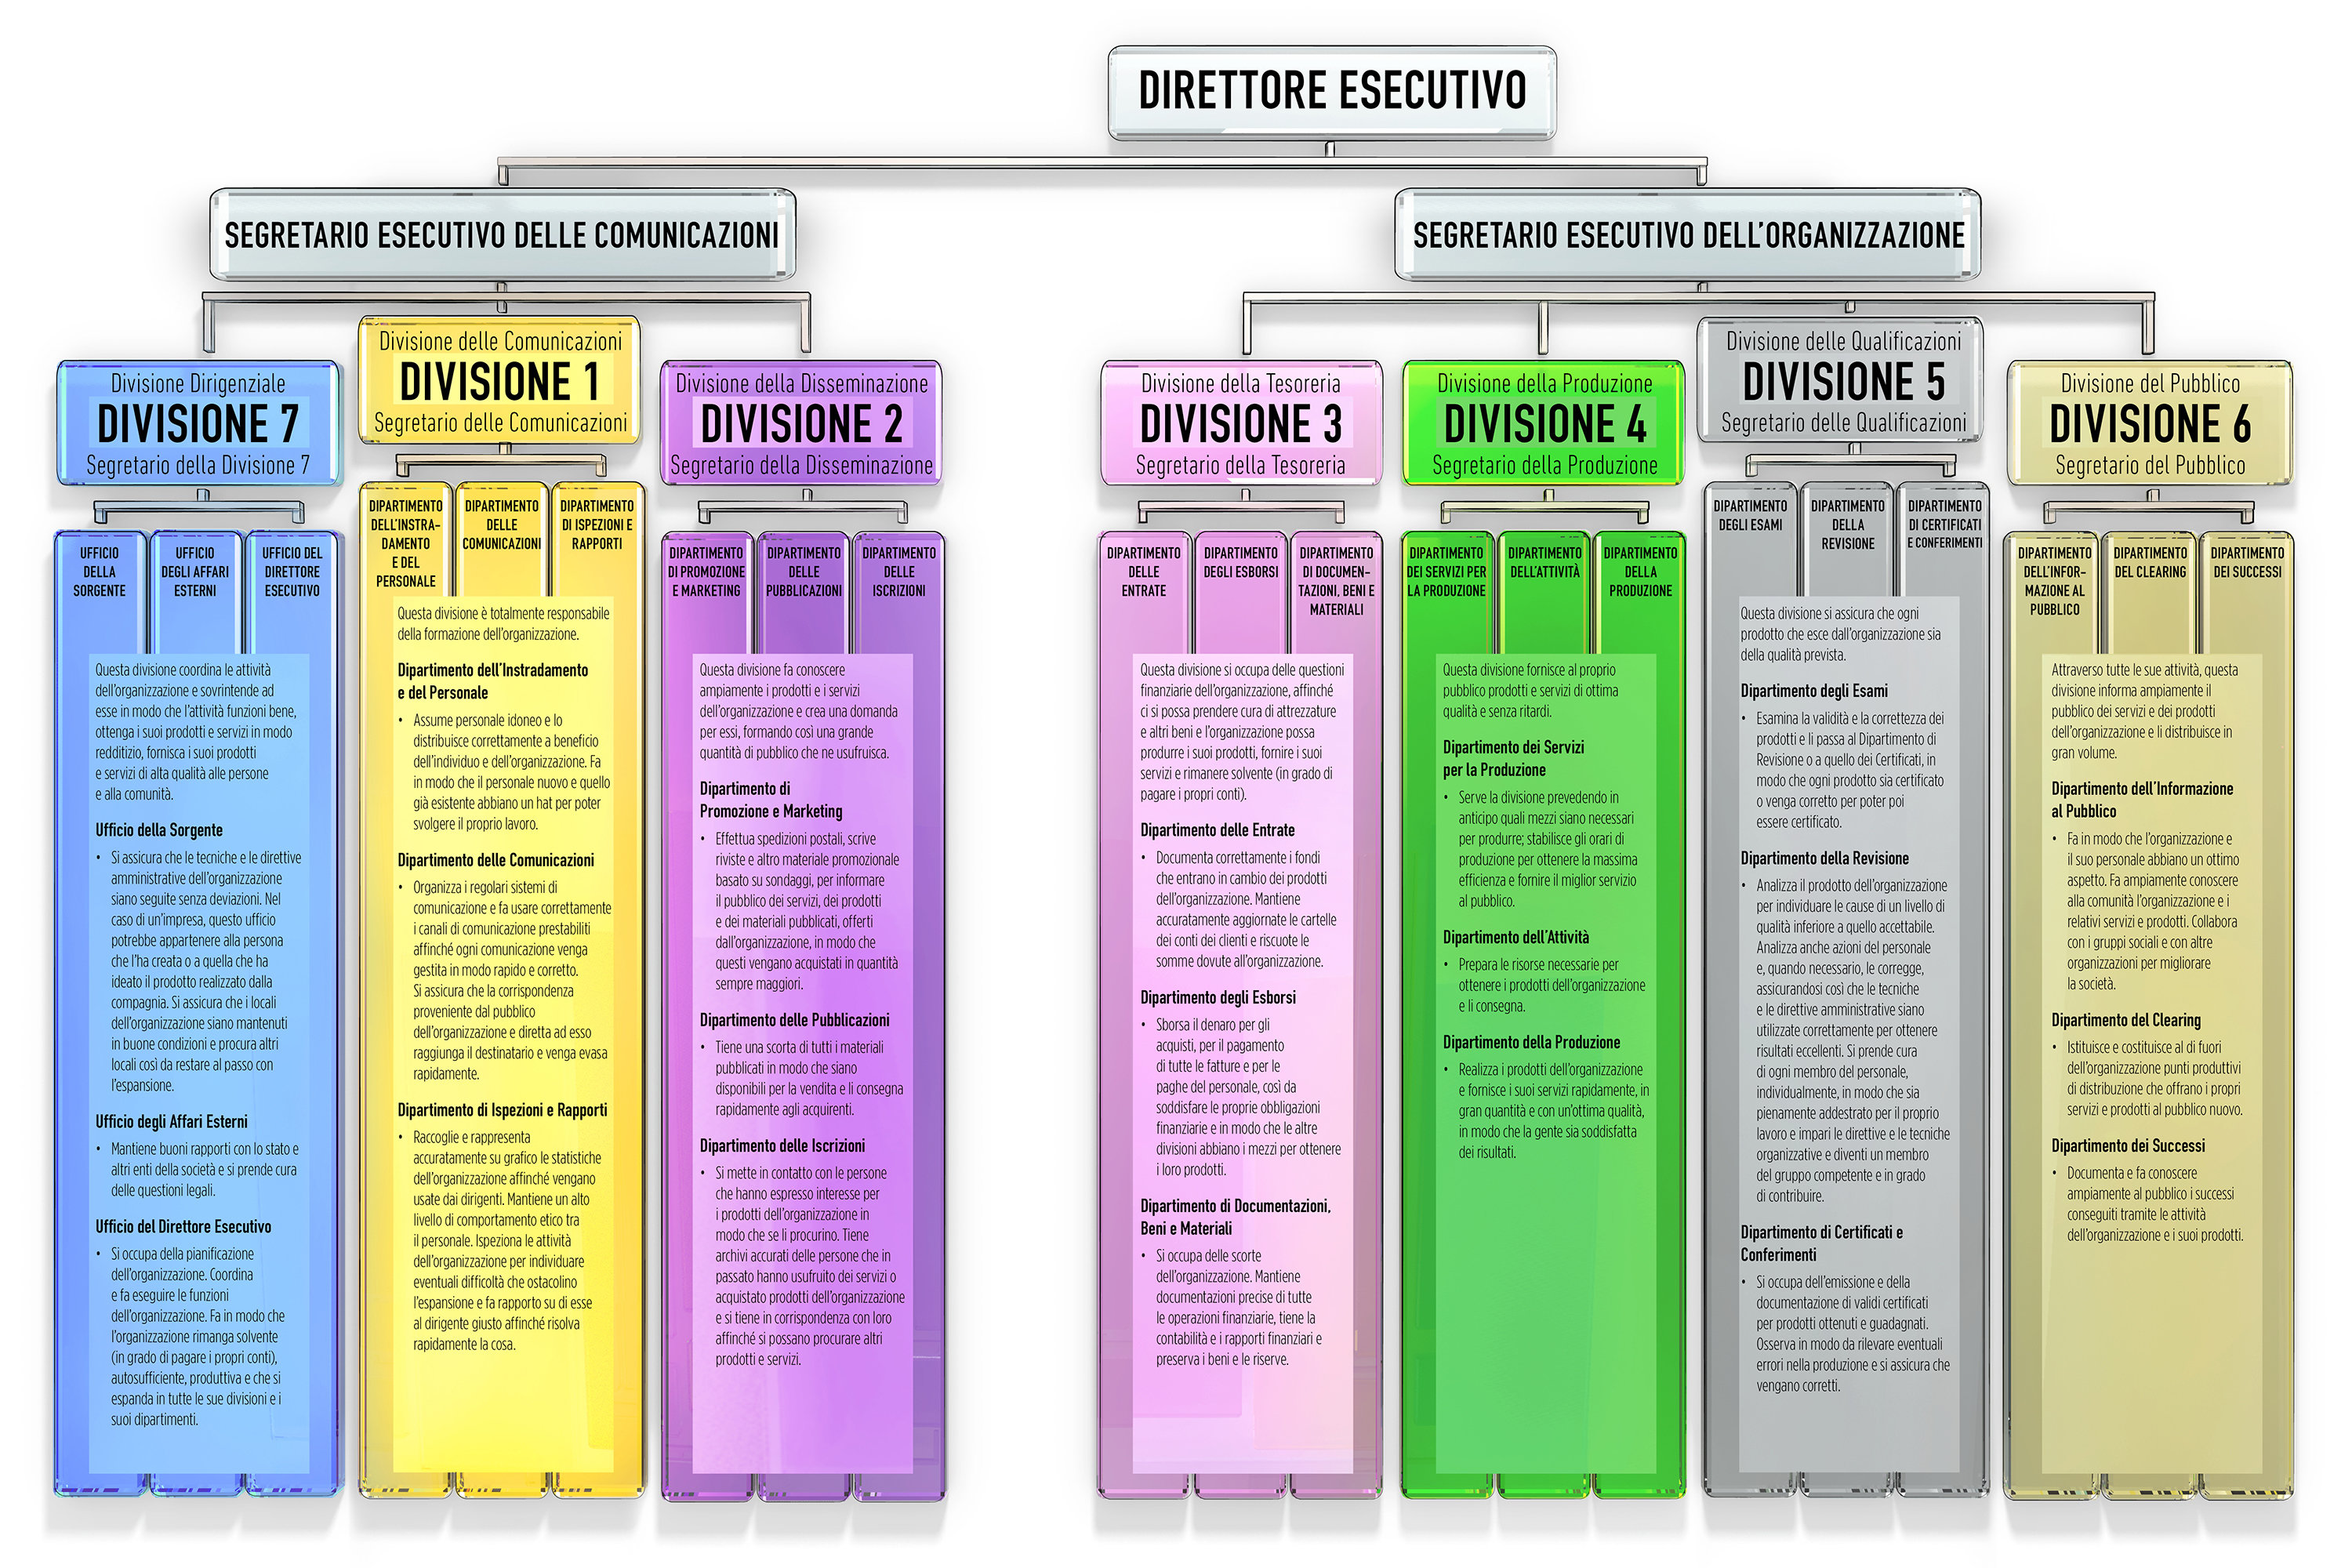 DIRETTORE ESECUTIVO
SEGRETARIO ESECUTIVO DELLE COMUNICAZIONI
SEGRETARIO ESECUTIVO DELL'ORGANIZZAZIONE
Divisione Dirigenziale
DIVISIONE 7
Segretario della Divisione 7
UFFICIO
DELLA
SORGENTE
UFFICIO
DEGLI AFFARI
ESTERNI
UFFICIO DEL
DIRETTORE
ESECUTIVO
Questa divisione coordina le attività
dell'organizzazione e sovrintende ad
esse in modo che l'attività funzioni bene,
ottenga i suoi prodotti e servizi in modo
redditizio, fornisca i suoi prodotti
e servizi di alta qualità alle persone
e alla comunità.
Ufficio della Sorgente
• Si assicura che le tecniche e le direttive
amministrative dell'organizzazione
siano seguite senza deviazioni. Nel
caso di un'impresa, questo ufficio
potrebbe appartenere alla persona
che l'ha creata o a quella che ha
ideato il prodotto realizzato dalla
compagnia. Si assicura che i locali
dell'organizzazione siano mantenuti
in buone condizioni e procura altri
locali così da restare al passo con
l'espansione.
Ufficio degli Affari Esterni
• Mantiene buoni rapporti con lo stato e
altri enti della società e si prende cura
delle questioni legali.
Ufficio del Direttore Esecutivo
• Si occupa della pianificazione
dell'organizzazione. Coordina
e fa eseguire le funzioni
dell'organizzazione. Fa in modo che
l'organizzazione rimanga solvente
(in grado di pagare i propri conti),
autosufficiente, produttiva e che si
espanda in tutte le sue divisioni e i
suoi dipartimenti.
Divisione delle Comunicazioni
DIVISIONE 1
Segretario delle Comunicazioni
DIPARTIMENTO
DELL'INSTRA-
DAMENTO
E DEL
PERSONALE
DIPARTIMENTO
DELLE
COMUNICAZIONI
DIPARTIMENTO
DI ISPEZIONI E
RAPPORTI
Questa divisione è totalmente responsabile
della formazione dell'organizzazione.
Dipartimento dell'Instradamento
e del Personale
• Assume personale idoneo e lo
distribuisce correttamente a beneficio
dell'individuo e dell'organizzazione. Fa
in modo che il personale nuovo e quello
già esistente abbiano un hat per poter
svolgere il proprio lavoro.
Dipartimento delle Comunicazioni
• Organizza i regolari sistemi di
comunicazione e fa usare correttamente
i canali di comunicazione prestabiliti
affinché ogni comunicazione venga
gestita in modo rapido e corretto.
Si assicura che la corrispondenza
proveniente dal pubblico
dell'organizzazione e diretta ad esso
raggiunga il destinatario e venga evasa
rapidamente.
Dipartimento di Ispezioni e Rapporti
• Raccoglie e rappresenta
accuratamente su grafico le statistiche
dell'organizzazione affinché vengano
usate dai dirigenti. Mantiene un alto
livello di comportamento etico tra
il personale. Ispeziona le attività
dell'organizzazione per individuare
eventuali difficoltà che ostacolino
l'espansione e fa rapporto su di esse
al dirigente giusto affinché risolva
rapidamente la cosa.
Divisione della Disseminazione
DIVISIONE 2
Segretario della Disseminazione
DIPARTIMENTO
DI PROMOZIONE
E MARKETING
DIPARTIMENTO
DELLE
PUBBLICAZIONI
DIPARTIMENTO
DELLE
ISCRIZIONI
Questa divisione fa conoscere
ampiamente i prodotti e i servizi
dell'organizzazione e crea una domanda
per essi, formando così una grande
quantità di pubblico che ne usufruisca.
Dipartimento di
Promozione e Marketing
• Effettua spedizioni postali, scrive
riviste e altro materiale promozionale
basato su sondaggi, per informare
il pubblico dei servizi, dei prodotti
e dei materiali pubblicati, offerti
dall'organizzazione, in modo che
questi vengano acquistati in quantità
sempre maggiori.
Dipartimento delle Pubblicazioni
• Tiene una scorta di tutti i materiali
pubblicati in modo che siano
disponibili per la vendita e li consegna
rapidamente agli acquirenti.
Dipartimento delle Iscrizioni
• Si mette in contatto con le persone
che hanno espresso interesse per
i prodotti dell'organizzazione in
modo che se li procurino. Tiene
archivi accurati delle persone che in
passato hanno usufruito dei servizi o
acquistato prodotti dell'organizzazione
e si tiene in corrispondenza con loro
affinché si possano procurare altri
prodotti e servizi.
Divisione della Tesoreria
DIVISIONE 3
Segretario della Tesoreria
DIPARTIMENTO
DELLE
ENTRATE
DIPARTIMENTO
DEGLI ESBORSI
DIPARTIMENTO
DI DOCUMEN-
TAZIONI, BENI E
MATERIALI
Questa divisione si occupa delle questioni
finanziarie dell'organizzazione, affinché
ci si possa prendere cura di attrezzature
e altri beni e l'organizzazione possa
produrre i suoi prodotti, fornire i suoi
servizi e rimanere solvente (in grado di
pagare i propri conti).
Dipartimento delle Entrate
• Documenta correttamente i fondi
che entrano in cambio dei prodotti
dell'organizzazione. Mantiene
accuratamente aggiornate le cartelle
dei conti dei clienti e riscuote le
somme dovute all'organizzazione.
Dipartimento degli Esborsi
• Sborsa il denaro per gli
acquisti, per il pagamento
di tutte le fatture e per le
paghe del personale, così da
soddisfare le proprie obbligazioni
finanziarie e in modo che le altre
divisioni abbiano i mezzi per ottenere
i loro prodotti.
Dipartimento di Documentazioni,
Beni e Materiali
• Si occupa delle scorte
dell'organizzazione. Mantiene
documentazioni precise di tutte
le operazioni finanziarie, tiene la
contabilità e i rapporti finanziari e
preserva i beni e le riserve.
Divisione della Produzione
DIVISIONE 4
Segretario della Produzione
DIPARTIMENTO
DEI SERVIZI PER
LA PRODUZIONE
DIPARTIMENTO
DELL'ATTIVITÀ
DIPARTIMENTO
DELLA
PRODUZIONE
Questa divisione fornisce al proprio
pubblico prodotti e servizi di ottima
qualità e senza ritardi.
Dipartimento dei Servizi
per la Produzione
• Serve la divisione prevedendo in
anticipo quali mezzi siano necessari
per produrre; stabilisce gli orari di
produzione per ottenere la massima
efficienza e fornire il miglior servizio
al pubblico.
Dipartimento dell'Attività
• Prepara le risorse necessarie per
ottenere i prodotti dell'organizzazione
e li consegna.
Dipartimento della Produzione
• Realizza i prodotti dell'organizzazione
e fornisce i suoi servizi rapidamente, in
gran quantità e con un'ottima qualità,
in modo che la gente sia soddisfatta
dei risultati.
Divisione delle Qualificazioni
DIVISIONE 5
Segretario delle Qualificazioni
DIPARTIMENTO
DEGLI ESAMI
DIPARTIMENTO
DELLA
REVISIONE
DIPARTIMENTO
DI CERTIFICATI
E CONFERIMENTI
Questa divisione si assicura che ogni
prodotto che esce dall'organizzazione sia
della qualità prevista.
Dipartimento degli Esami
• Esamina la validità e la correttezza dei
prodotti e li passa al Dipartimento di
Revisione o a quello dei Certificati, in
modo che ogni prodotto sia certificato
o venga corretto per poter poi
essere certificato.
Dipartimento della Revisione
• Analizza il prodotto dell'organizzazione
per individuare le cause di un livello di
qualità inferiore a quello accettabile.
Analizza anche azioni del personale
e, quando necessario, le corregge,
assicurandosi così che le tecniche
e le direttive amministrative siano
utilizzate correttamente per ottenere
risultati eccellenti. Si prende cura
di ogni membro del personale,
individualmente, in modo che sia
pienamente addestrato per il proprio
lavoro e impari le direttive e le tecniche
organizzative e diventi un membro
del gruppo competente e in grado
di contribuire.
Dipartimento di Certificati e
Conferimenti
• Si occupa dell'emissione e della
documentazione di validi certificati
per prodotti ottenuti e guadagnati.
Osserva in modo da rilevare eventuali
errori nella produzione e si assicura che
vengano corretti.
Divisione del Pubblico
DIVISIONE 6
Segretario del Pubblico
DIPARTIMENTO
DELL'INFOR-
MAZIONE AL
PUBBLICO
DIPARTIMENTO
DEL CLEARING
DIPARTIMENTO
DEI SUCCESSI
Attraverso tutte le sue attività, questa
divisione informa ampiamente il
pubblico dei servizi e dei prodotti
dell'organizzazione e li distribuisce in
gran volume.
Dipartimento dell'Informazione
al Pubblico
• Fa in modo che l'organizzazione e
il suo personale abbiano un ottimo
aspetto. Fa ampiamente conoscere
alla comunità l'organizzazione e i
relativi servizi e prodotti. Collabora
con i gruppi sociali e con altre
organizzazioni per migliorare
la società.
Dipartimento del Clearing
• Istituisce e costituisce al di fuori
dell'organizzazione punti produttivi
di distribuzione che offrano i propri
servizi e prodotti al pubblico nuovo.
Dipartimento dei Successi
• Documenta e fa conoscere
ampiamente al pubblico i successi
conseguiti tramite le attività
dell'organizzazione e i suoi prodotti.